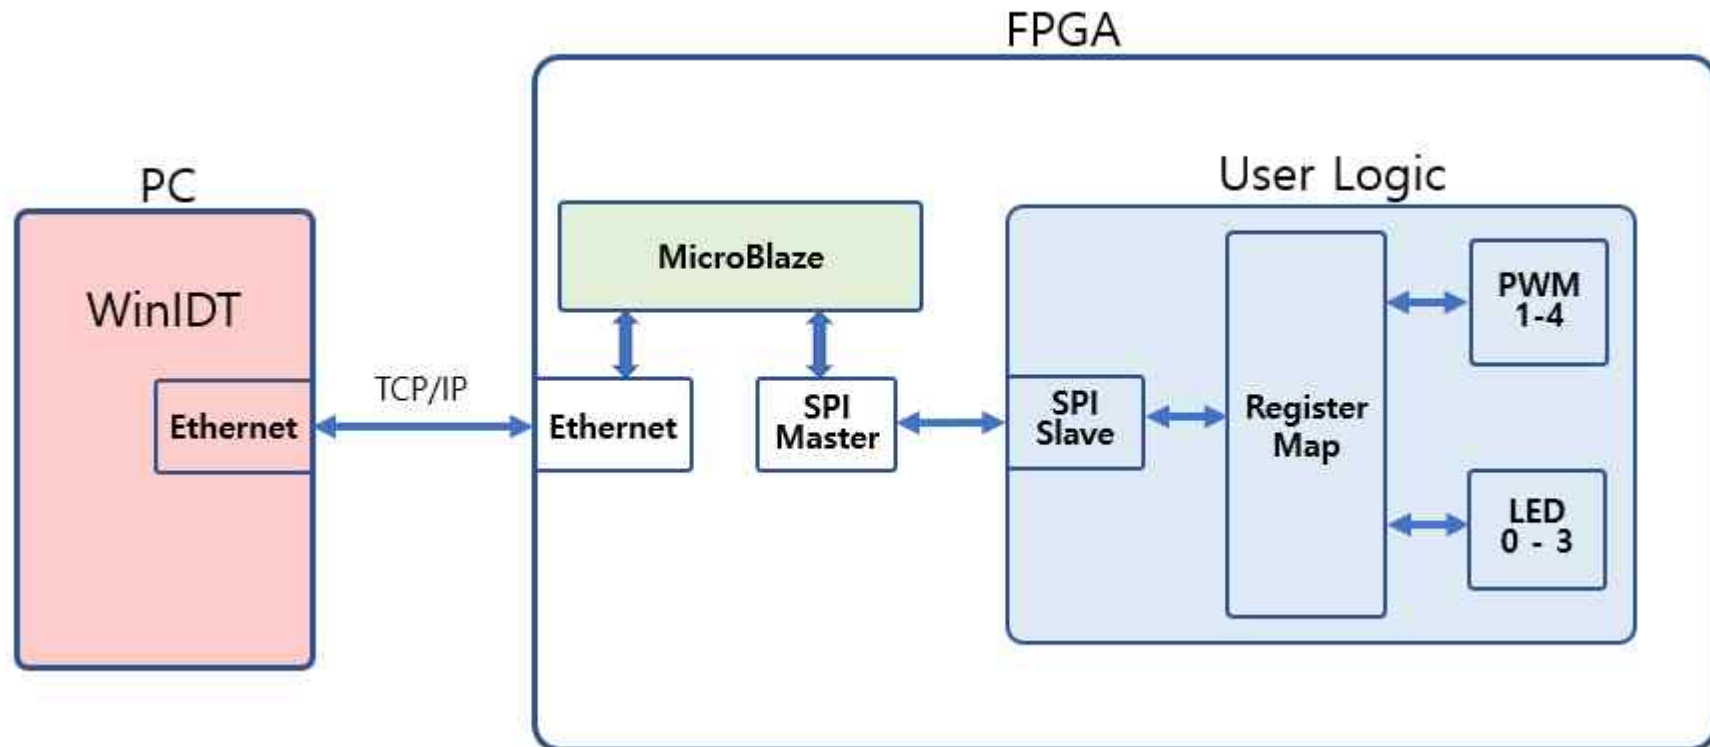 FPGA
PC
User Logic
WinIDT
MicroBlaze
PWM
1-4
TCP/IP
Ethernet
Ethernet
SPI
Master
SPI
Slave
Register
Map
LED
0 - 3